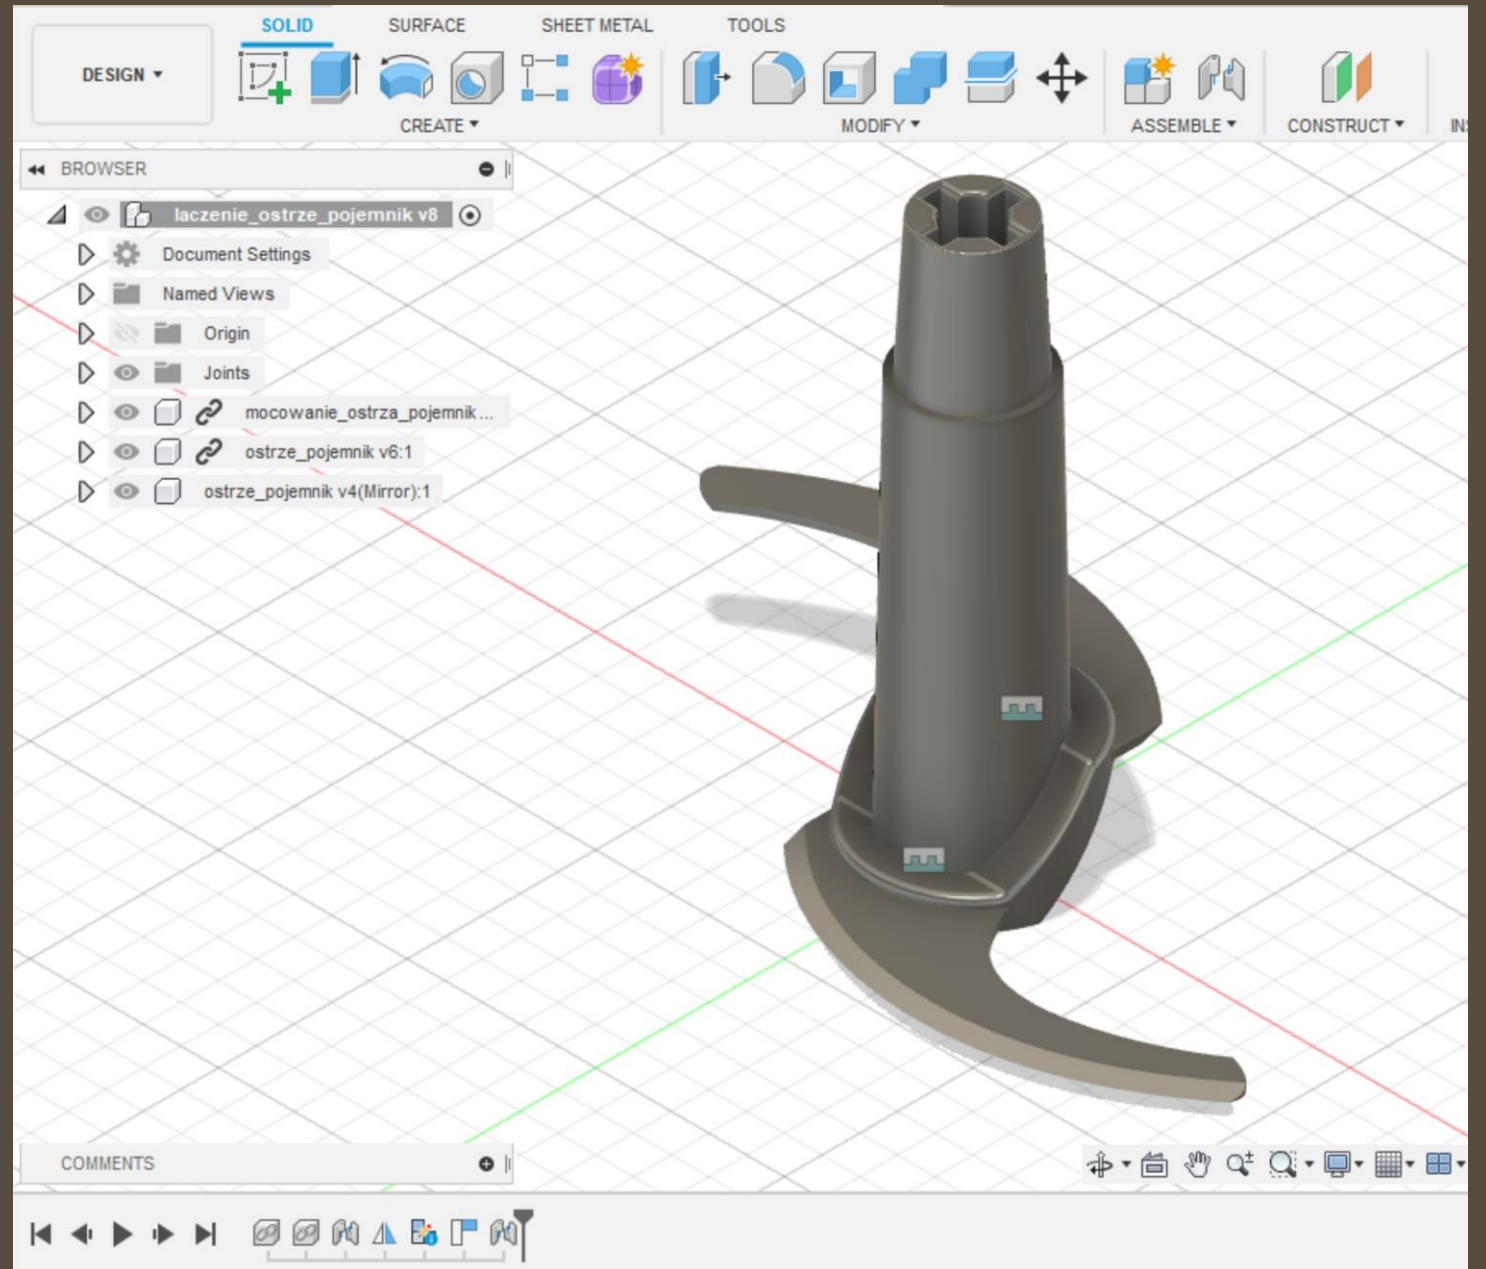 SOLID SURFACE SHEET METAL TOOLS
DESIGN
CREATE MODIFY ASSEMBLE CONSTRUCT
BROWSER
laczenie_ostrze_pojemnik v8
Document Settings
Named Views
Origin
Joints
mocowanie_ostrza_pojemnik...
ostrze_pojemnik v6:1
ostrze_pojemnik v4(Mirror):1
COMMENTS